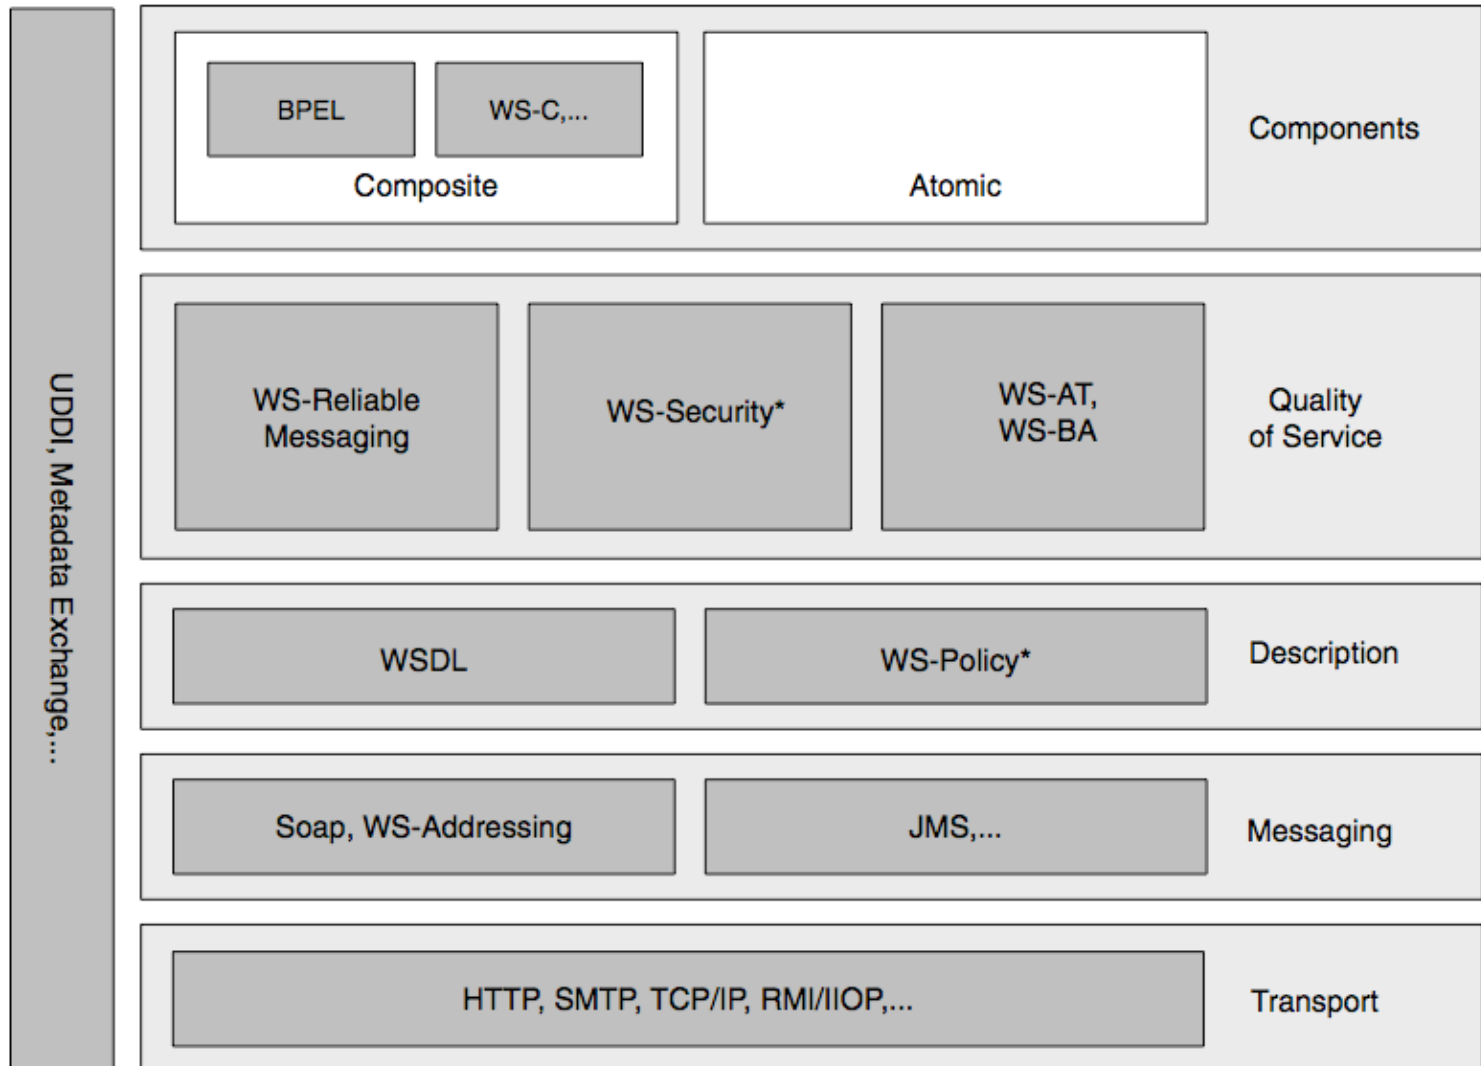 UDDI, Metadata Exchange,...
BPEL
WS-C,...
Composite
Atomic
Components
WS-Reliable
Messaging
WS-Security*
WS-AT,
WS-BA
Quality
of Service
WSDL
WS-Policy*
Description
Soap, WS-Addressing
JMS,...
Messaging
HTTP, SMTP, TCP/IP, RMI/IIOP,...
Transport